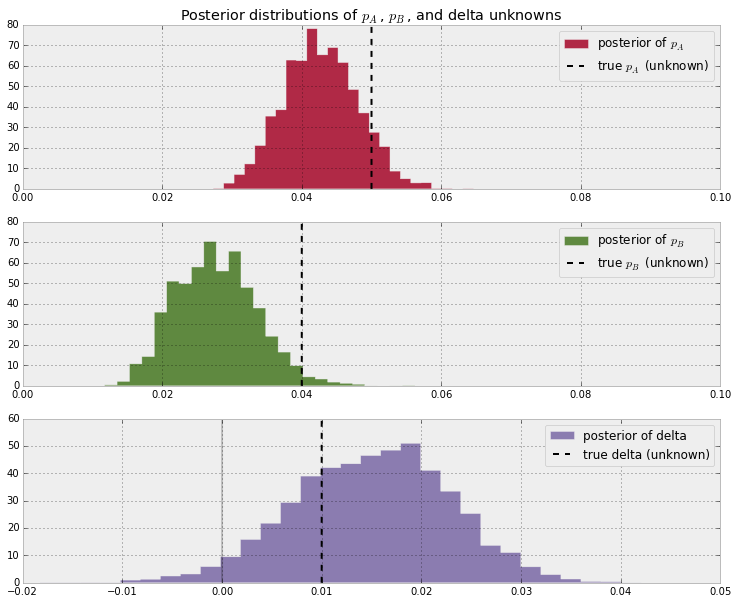 Posterior distributions of p_A, p_B, and delta unknowns
80
70
60
50
40
30
20
10
0
posterior of p_A
true p_A (unknown)
0.00 0.02 0.04 0.06 0.08 0.10
80
70
60
50
40
30
20
10
0
posterior of p_B
true p_B (unknown)
0.00 0.02 0.04 0.06 0.08 0.10
60
50
40
30
20
10
0
posterior of delta
true delta (unknown)
−0.02 −0.01 0.00 0.01 0.02 0.03 0.04 0.05